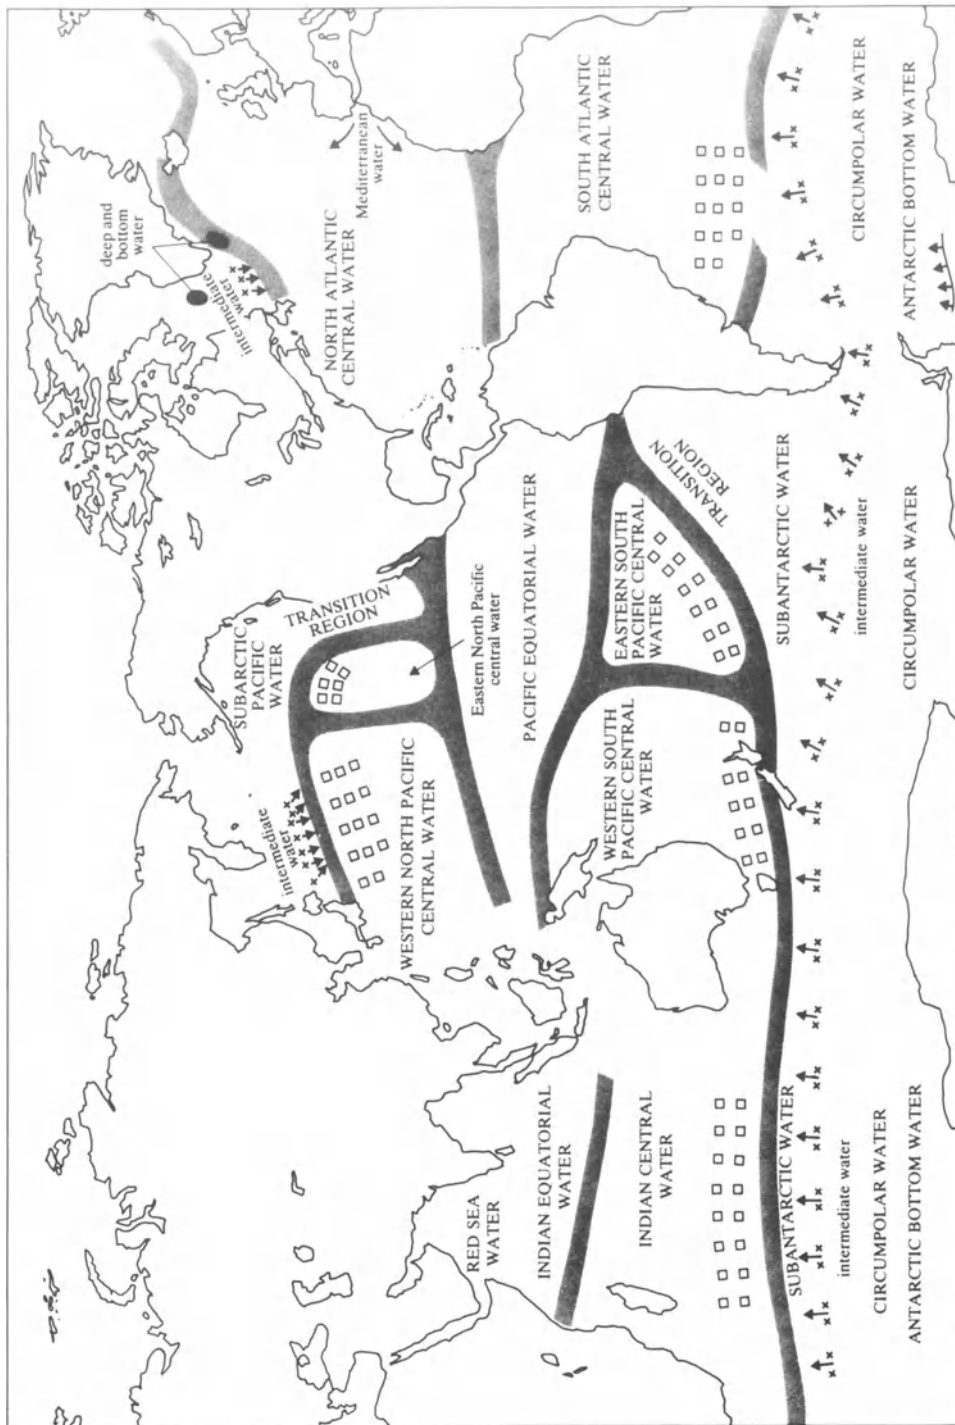 deep and
bottom
water
intermediate
water
NORTH ATLANTIC
CENTRAL WATER
Mediterranean
water
SOUTH ATLANTIC
CENTRAL WATER
CIRCUMPOLAR WATER
ANTARCTIC BOTTOM WATER
SUBARCTIC
PACIFIC
WATER
TRANSITION
REGION
Eastern North Pacific
central water
PACIFIC EQUATORIAL WATER
EASTERN SOUTH
PACIFIC CENTRAL
WATER
TRANSITION
REGION
SUBANTARCTIC WATER
intermediate water
CIRCUMPOLAR WATER
intermediate
water
WESTERN NORTH PACIFIC
CENTRAL WATER
WESTERN SOUTH
PACIFIC CENTRAL
WATER
RED SEA
WATER
INDIAN EQUATORIAL
WATER
INDIAN CENTRAL
WATER
SUBANTARCTIC WATER
intermediate water
CIRCUMPOLAR WATER
ANTARCTIC BOTTOM WATER